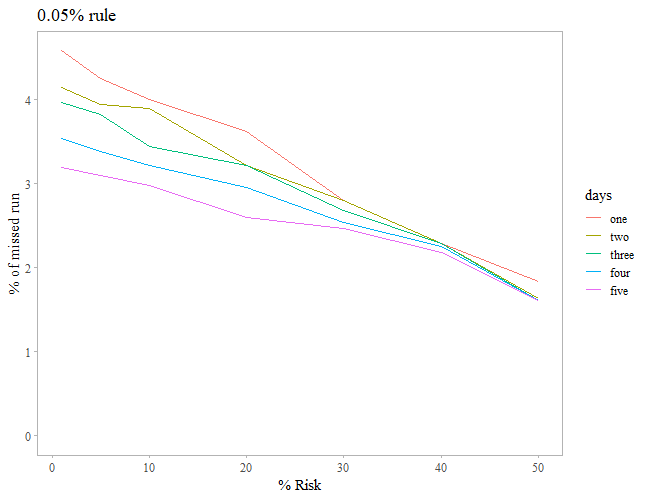 0.05% rule
% of missed run
4
3
2
1
0
0 10 20 30 40 50
% Risk
days
one
two
three
four
five